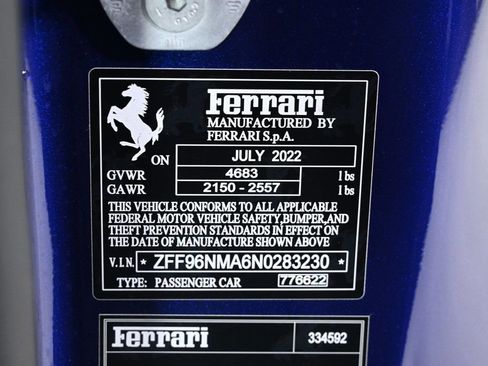 Ferrari
MANUFACTURED BY
FERRARI S.p.A.
ON JULY 2022
GVWR 4683 lbs
GAWR 2150 - 2557 lbs
THIS VEHICLE CONFORMS TO ALL APPLICABLE
FEDERAL MOTOR VEHICLE SAFETY,BUMPER,AND
THEFT PREVENTION STANDARDS IN EFFECT ON
THE DATE OF MANUFACTURE SHOWN ABOVE
V.I.N. * ZFF96NMA6N0283230 *
TYPE: PASSENGER CAR 776622
Ferrari 334592